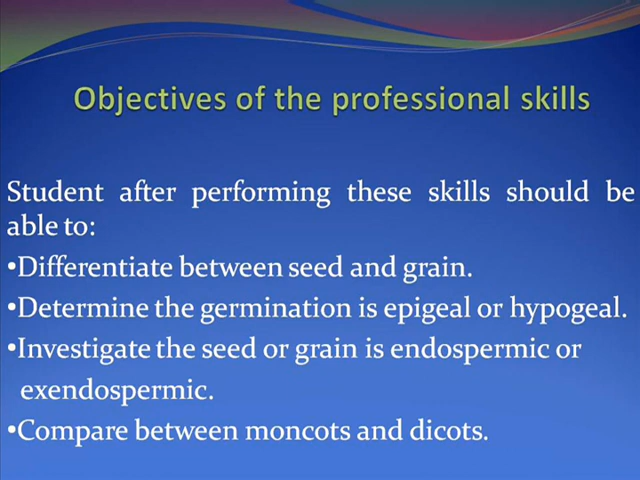 Objectives of the professional skills
Student after performing these skills should be
able to:
•Differentiate between seed and grain.
•Determine the germination is epigeal or hypogeal.
•Investigate the seed or grain is endospermic or
exendospermic.
•Compare between moncots and dicots.